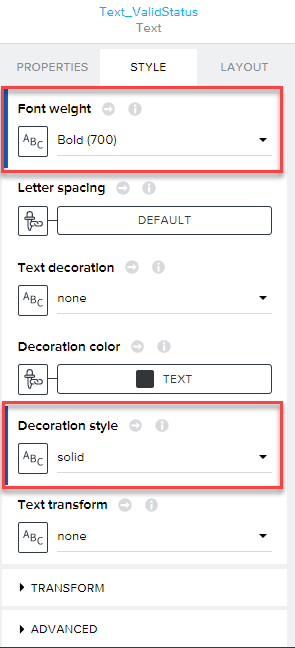 Text_ValidStatus
Text
PROPERTIES STYLE LAYOUT
Font weight
ABC Bold (700)
Letter spacing
DEFAULT
Text decoration
ABC none
Decoration color
TEXT
Decoration style
ABC solid
Text transform
ABC none
TRANSFORM
ADVANCED